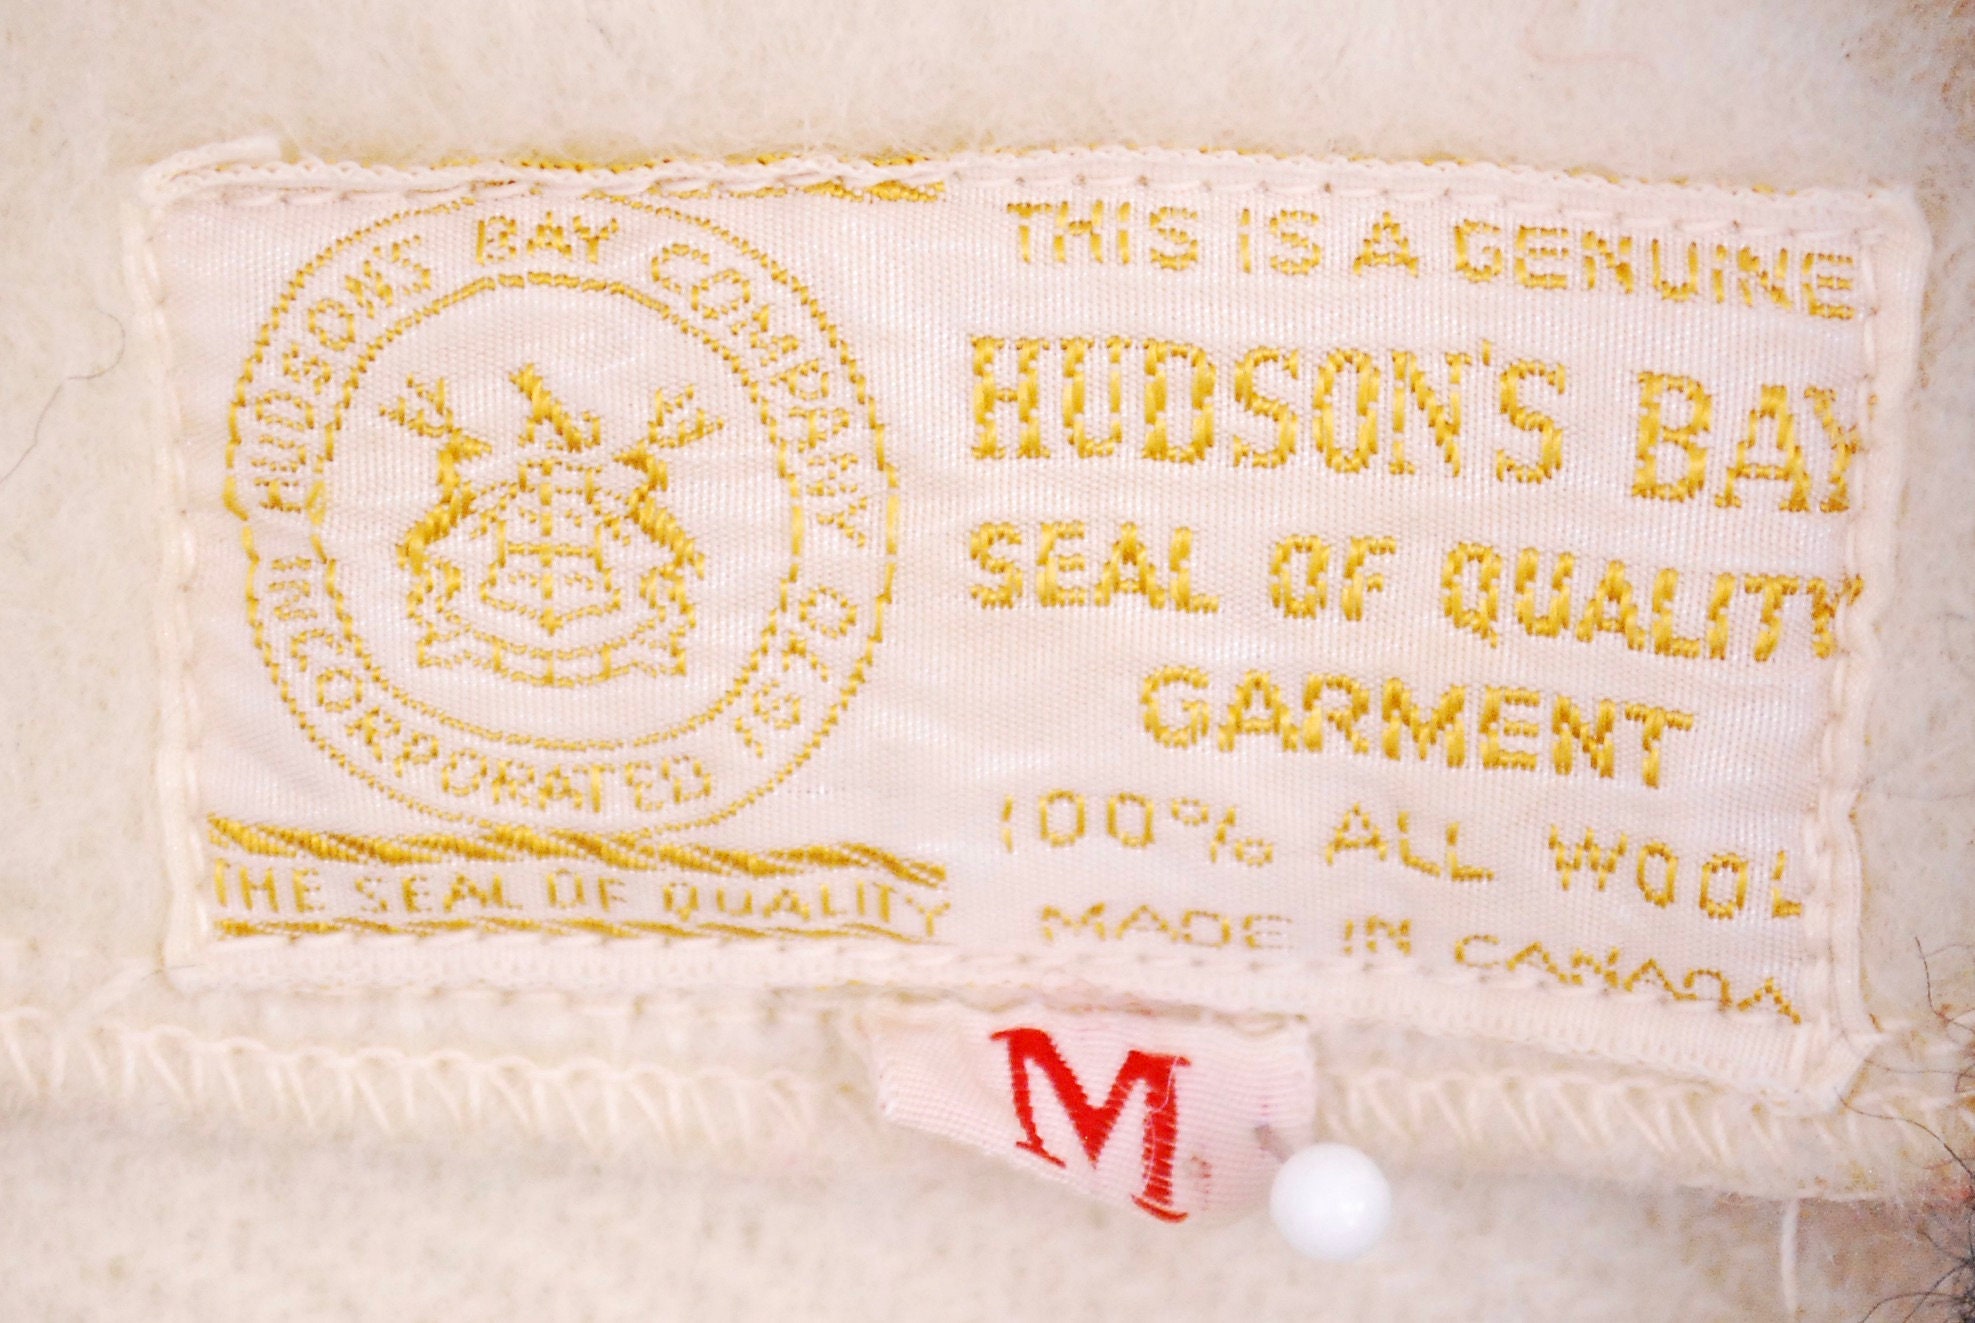 HUDSONS BAY COMPANY
INCORPORATED 1670
THE SEAL OF QUALITY
THIS IS A GENUINE
HUDSON'S BAY
SEAL OF QUALITY
GARMENT
100% ALL WOOL
MADE IN CANADA
M